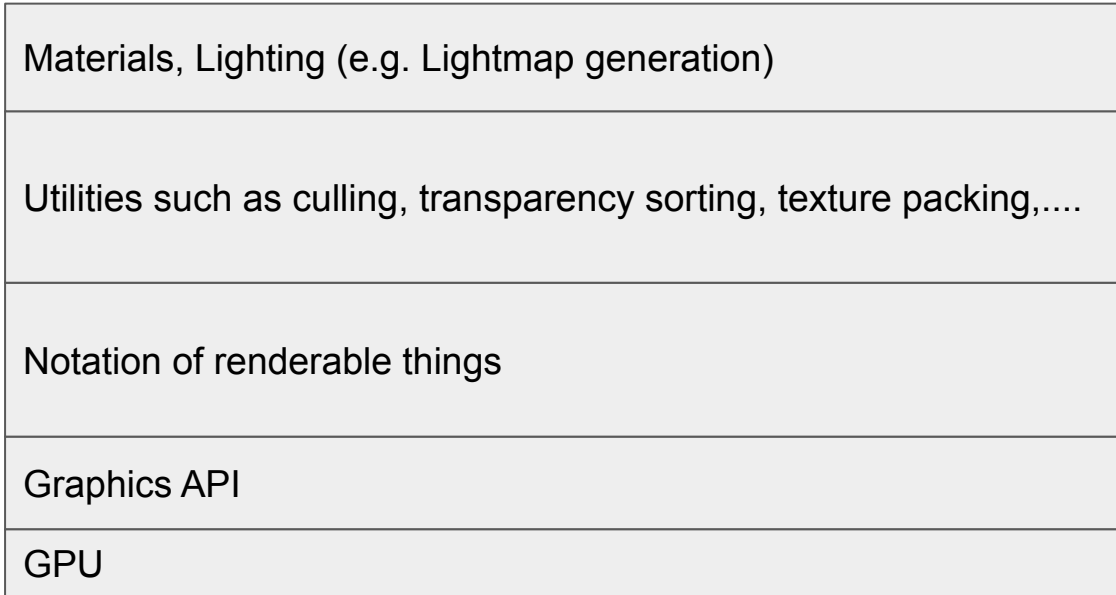 Materials, Lighting (e.g. Lightmap generation)
Utilities such as culling, transparency sorting, texture packing,....
Notation of renderable things
Graphics API
GPU